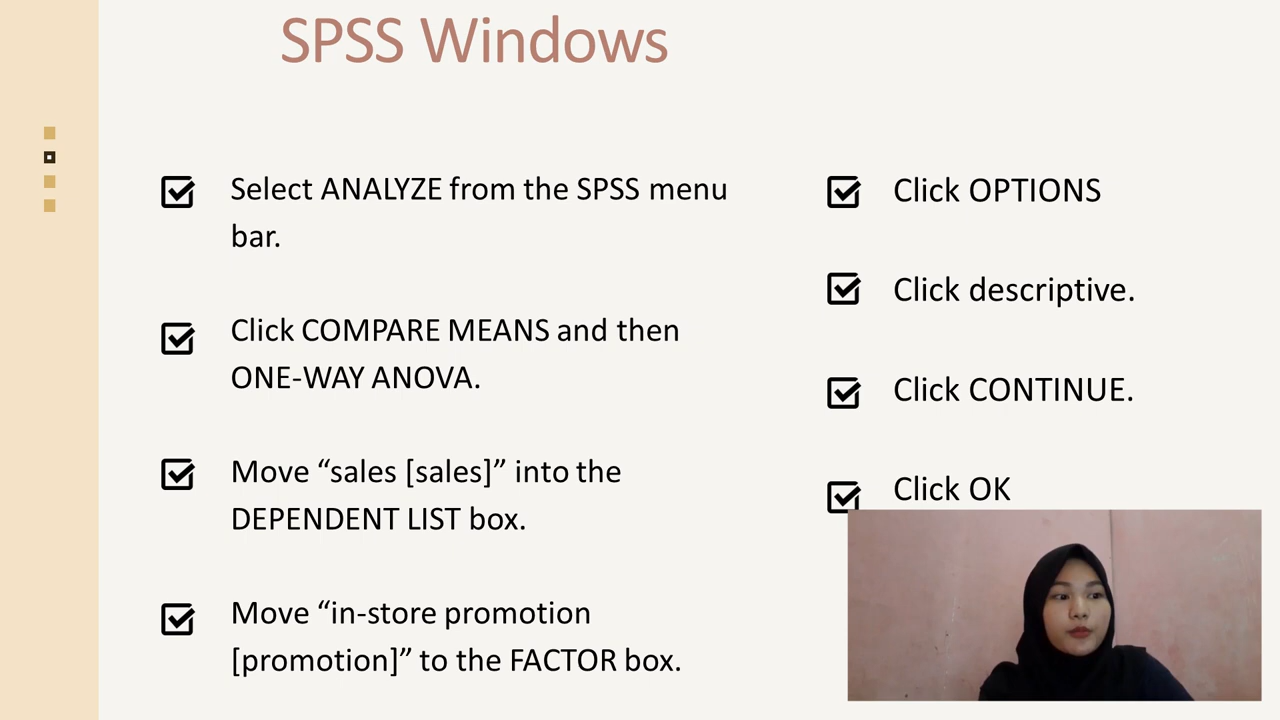 SPSS Windows
Select ANALYZE from the SPSS menu
bar.
Click COMPARE MEANS and then
ONE-WAY ANOVA.
Move “sales [sales]” into the
DEPENDENT LIST box.
Move “in-store promotion
[promotion]” to the FACTOR box.
Click OPTIONS
Click descriptive.
Click CONTINUE.
Click OK